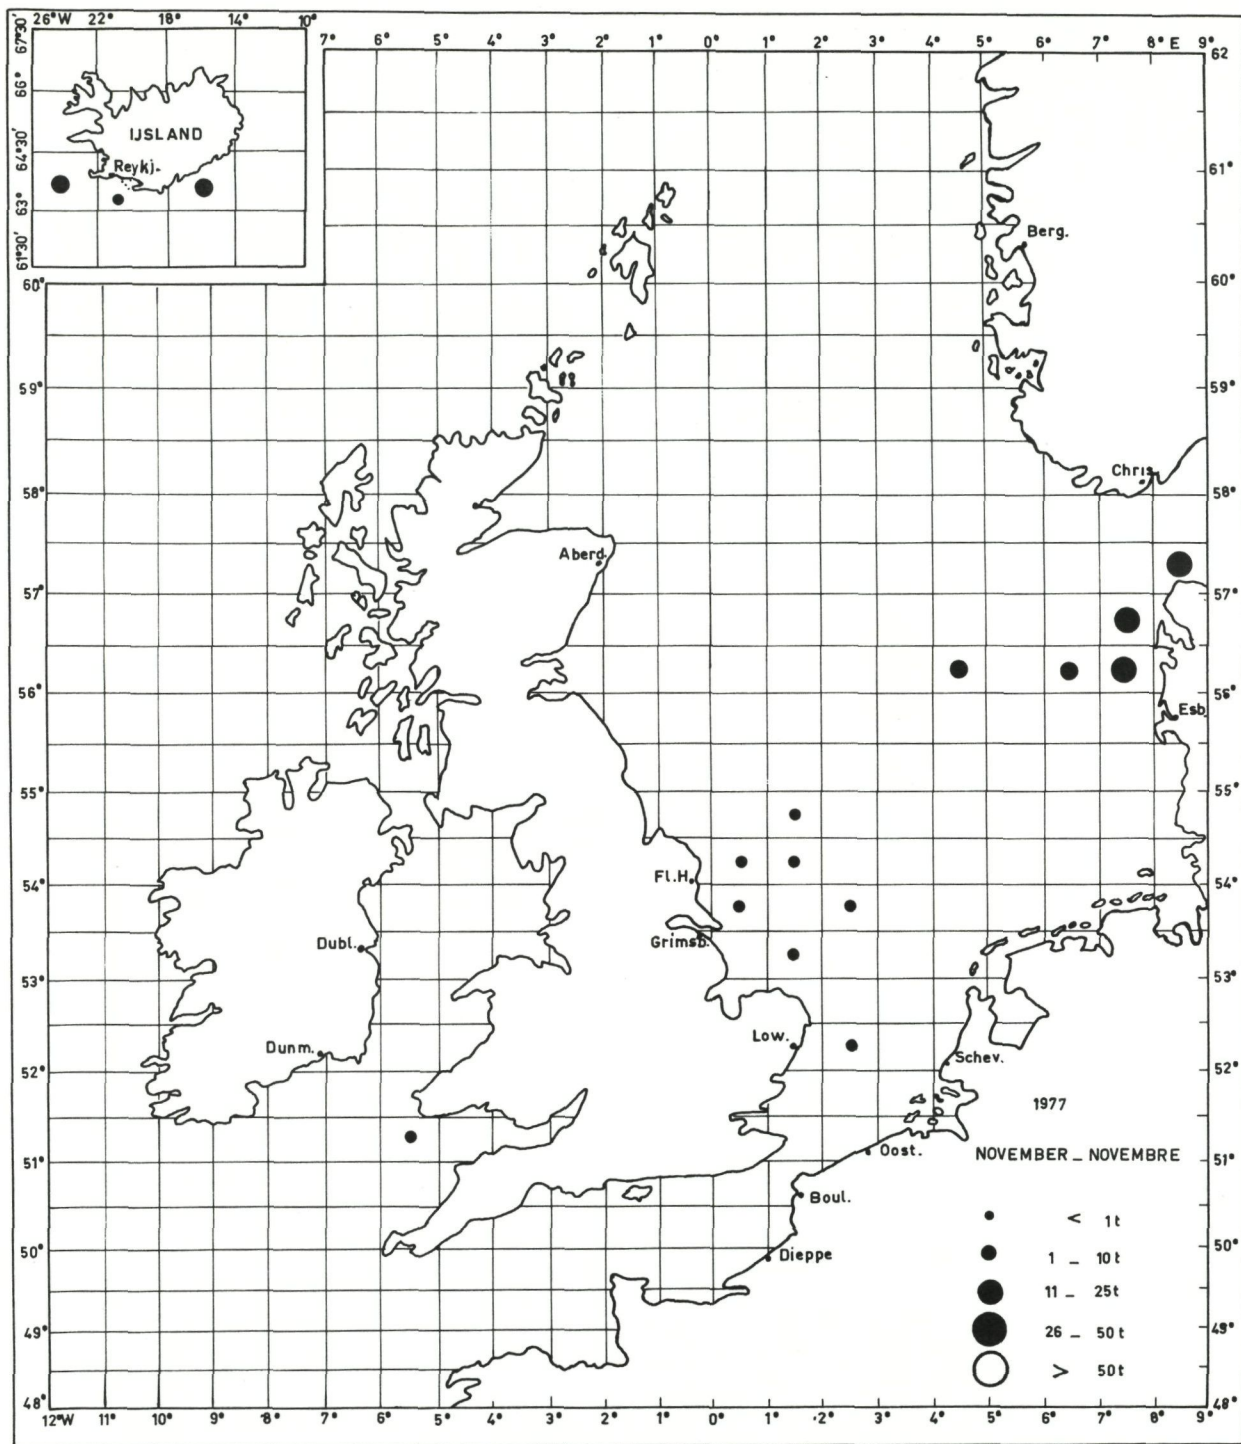 26°W 22° 18° 14° 10°
67°30' 66° 64°30' 63° 61°30'
IJSLAND
Reykj.
7° 6° 5° 4° 3° 2° 1° 0° 1° 2° 3° 4° 5° 6° 7° 8° E 9°
62
61°
60° 60°
59° 59°
58° 58°
57° 57°
56° 56°
55° 55°
54° 54°
53° 53°
52° 52°
51° 51°
50° 50°
49° 49°
48° 48°
Berg.
Chris
Aberd.
Esb.
Fl.H.
Grimsb.
Dubl.
Dunm.
Low.
Schev.
Oost.
Boul.
Dieppe
1977
NOVEMBER _ NOVEMBRE
< 1t
1 _ 10t
11 _ 25t
26 _ 50t
> 50t
12°W 11° 10° 9° 8° 7° 6° 5° 4° 3° 2° 1° 0° 1° 2° 3° 4° 5° 6° 7° 8° 9°